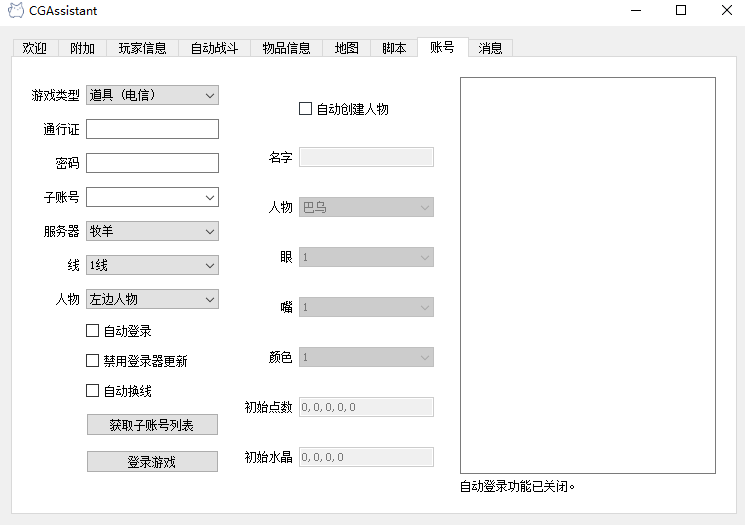 CGAssistant
欢迎 附加 玩家信息 自动战斗 物品信息 地图 脚本 账号 消息
游戏类型 道具（电信）
通行证
密码
子账号
服务器 牧羊
线 1线
人物 左边人物
自动登录
禁用登录器更新
自动换线
获取子账号列表
登录游戏
自动创建人物
名字
人物 巴鸟
眼 1
嘴 1
颜色 1
初始点数 0,0,0,0,0
初始水晶 0,0,0,0
自动登录功能已关闭。